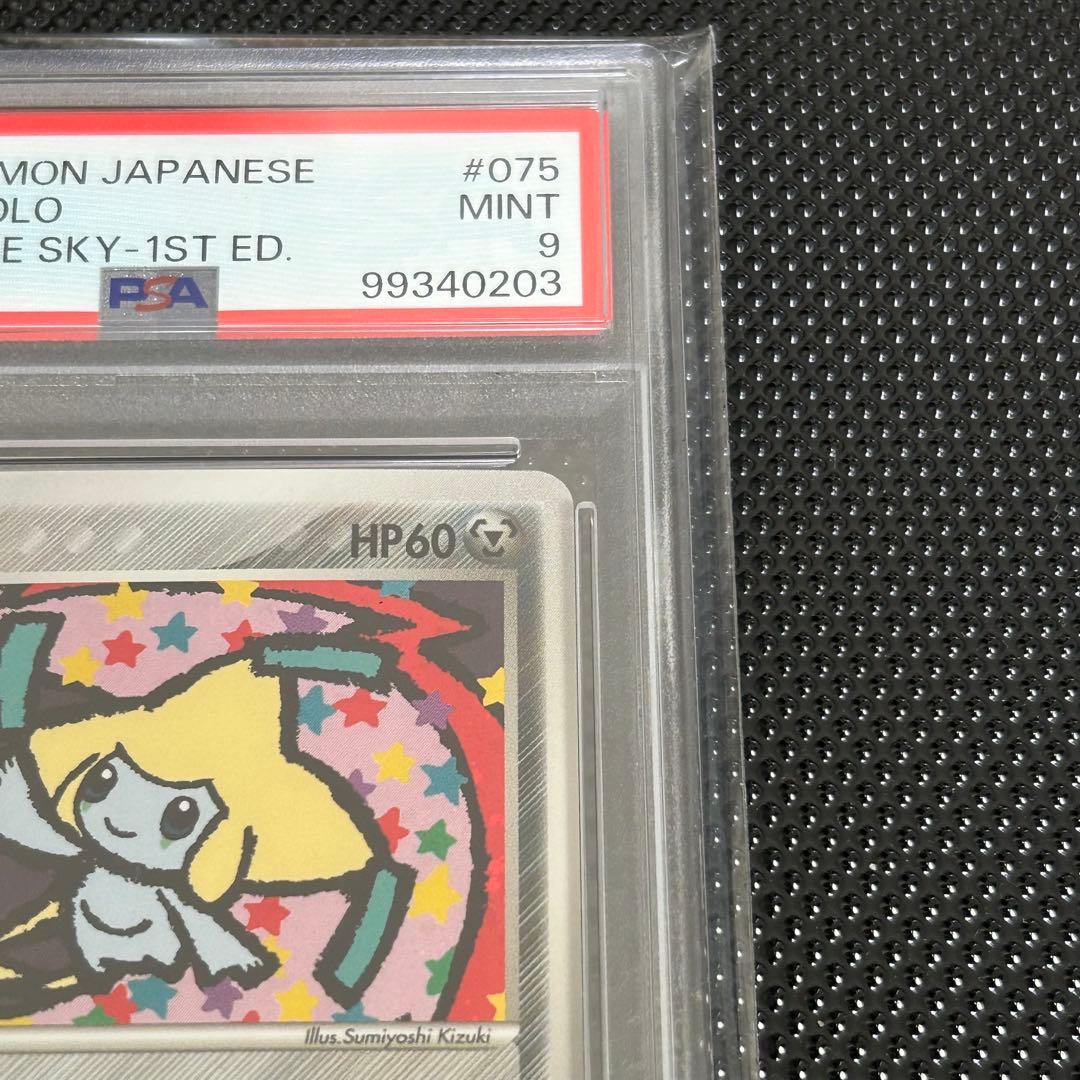 MON JAPANESE #075
OLO MINT
E SKY-1ST ED. 9
PSA 99340203
HP60
Illus. Sumiyoshi Kizuki